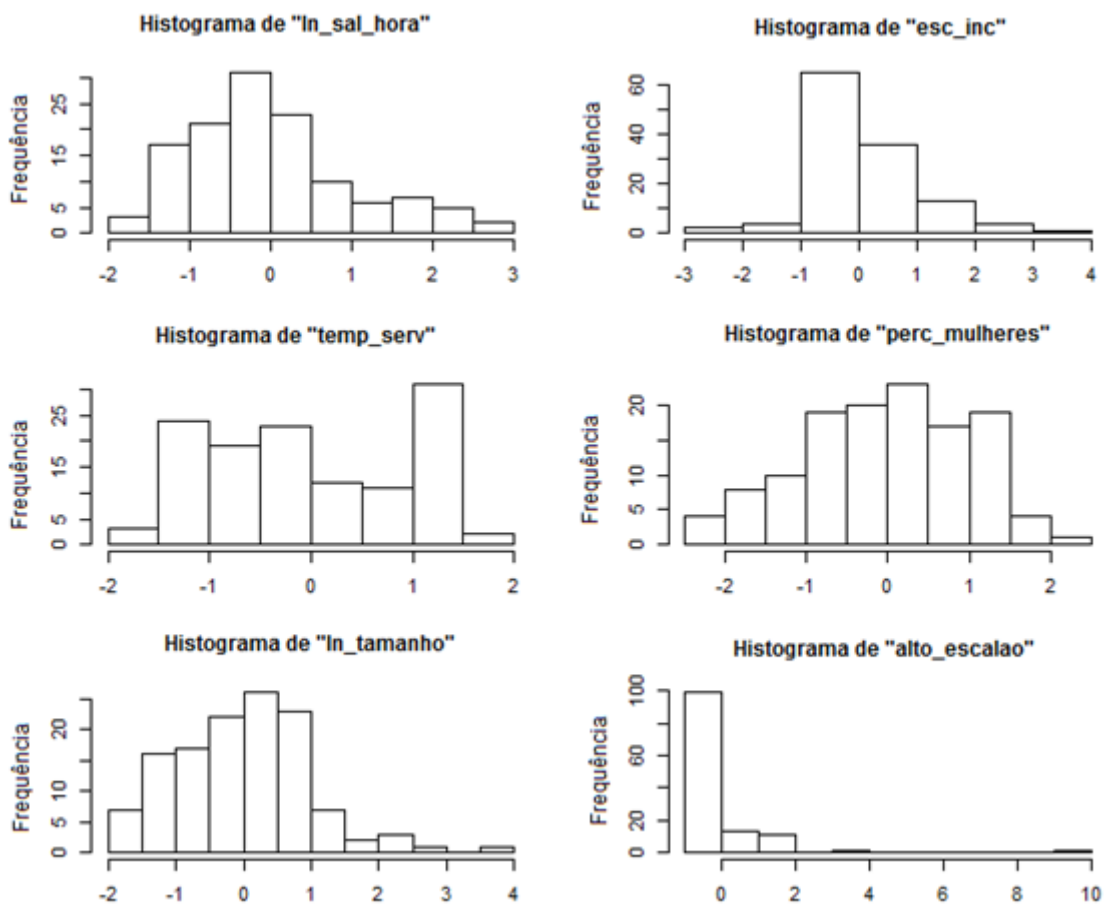 Histograma de "ln_sal_hora"
Frequência
0 5 15 25
-2 -1 0 1 2 3
Histograma de "esc_inc"
Frequência
0 20 40 60
-3 -2 -1 0 1 2 3 4
Histograma de "temp_serv"
Frequência
0 5 15 25
-2 -1 0 1 2
Histograma de "perc_mulheres"
Frequência
0 5 10 20
-2 -1 0 1 2
Histograma de "ln_tamanho"
Frequência
0 5 10 20
-2 -1 0 1 2 3 4
Histograma de "alto_escalao"
Frequência
0 20 60 100
0 2 4 6 8 10